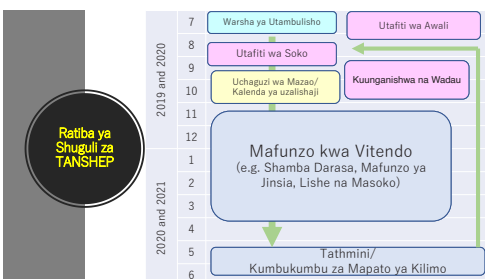 Ratiba ya
Shuguli za
TANSHEP
2019 and 2020
2020 and 2021
7
8
9
10
11
12
1
2
3
4
5
6
Warsha ya Utambulisho
Utafiti wa Awali
Utafiti wa Soko
Kuunganishwa na Wadau
Uchaguzi wa Mazao/
Kalenda ya uzalishaji
Mafunzo kwa Vitendo
(e.g. Shamba Darasa, Mafunzo ya
Jinsia, Lishe na Masoko)
Tathmini/
Kumbukumbu za Mapato ya Kilimo